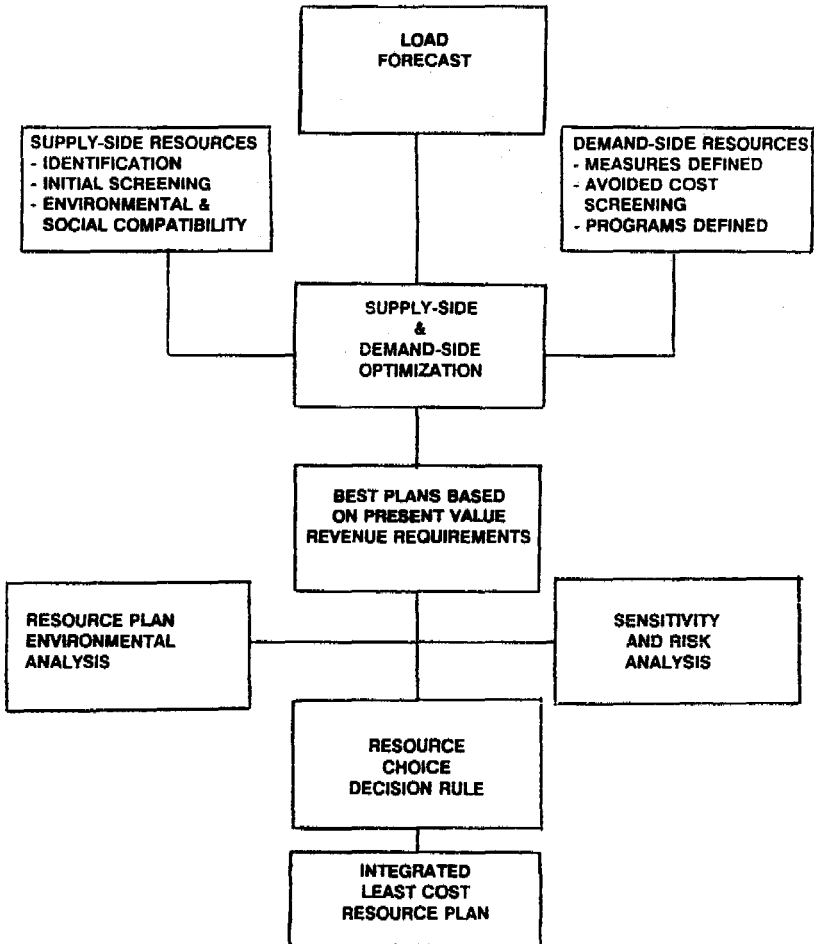 LOAD
FORECAST
SUPPLY-SIDE RESOURCES
- IDENTIFICATION
- INITIAL SCREENING
- ENVIRONMENTAL &
SOCIAL COMPATIBILITY
DEMAND-SIDE RESOURCES
- MEASURES DEFINED
- AVOIDED COST
SCREENING
- PROGRAMS DEFINED
SUPPLY-SIDE
&
DEMAND-SIDE
OPTIMIZATION
BEST PLANS BASED
ON PRESENT VALUE
REVENUE REQUIREMENTS
RESOURCE PLAN
ENVIRONMENTAL
ANALYSIS
SENSITIVITY
AND RISK
ANALYSIS
RESOURCE
CHOICE
DECISION RULE
INTEGRATED
LEAST COST
RESOURCE PLAN